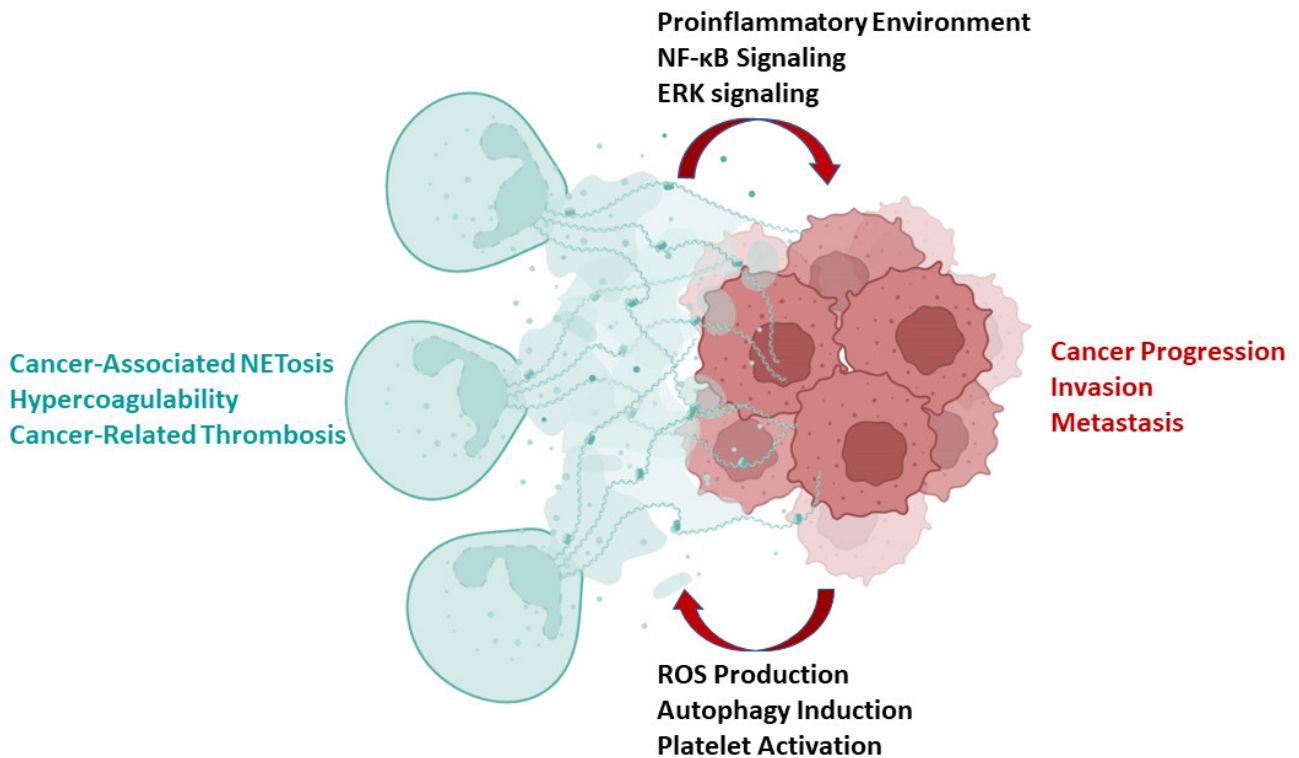 Proinflammatory Environment
NF-κB Signaling
ERK signaling
Cancer-Associated NETosis
Hypercoagulability
Cancer-Related Thrombosis
Cancer Progression
Invasion
Metastasis
ROS Production
Autophagy Induction
Platelet Activation